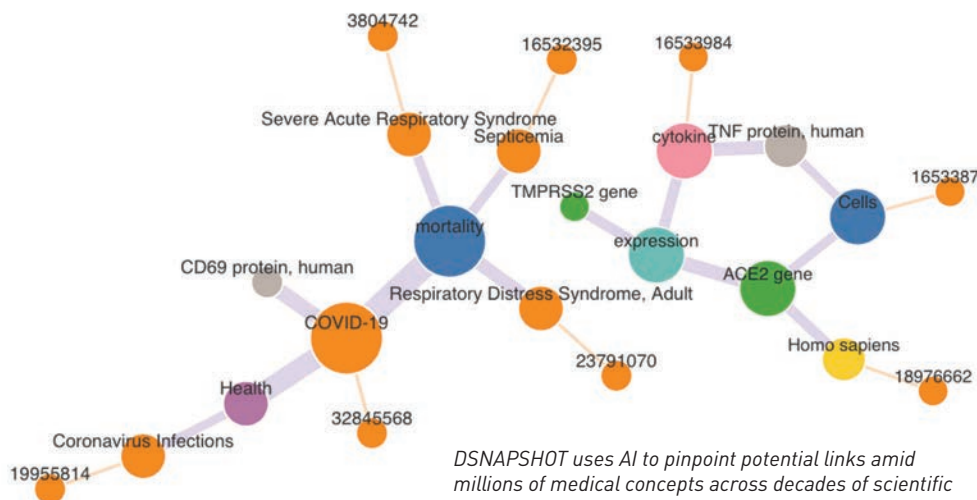 3804742
16532395
16533984
Severe Acute Respiratory Syndrome
Septicemia
cytokine
TNF protein, human
TMPRSS2 gene
1653387
Cells
mortality
expression
CD69 protein, human
ACE2 gene
Respiratory Distress Syndrome, Adult
COVID-19
Homo sapiens
23791070
18976662
Health
32845568
Coronavirus Infections
19955814
DSNAPSHOT uses AI to pinpoint potential links amid
millions of medical concepts across decades of scientific